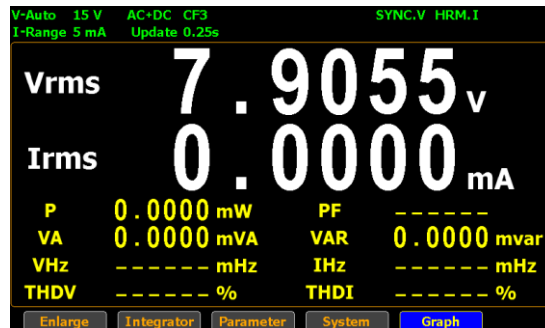 V-Auto 15 V AC+DC CF3 SYNC.V HRM.I
I-Range 5 mA Update 0.25s
Vrms 7.9055 V
Irms 0.0000 mA
P 0.0000 mW PF ------
VA 0.0000 mVA VAR 0.0000 mvar
VHz ------ mHz IHz ------ mHz
THDV ------ % THDI ------ %
Enlarge Integrator Parameter System Graph